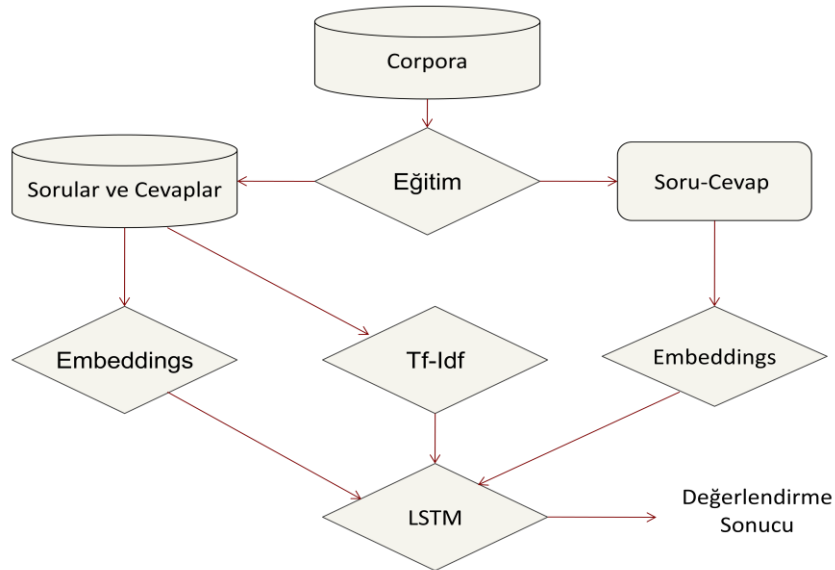 Corpora
Eğitim
Sorular ve Cevaplar
Soru-Cevap
Embeddings
Tf-Idf
Embeddings
LSTM
Değerlendirme
Sonucu